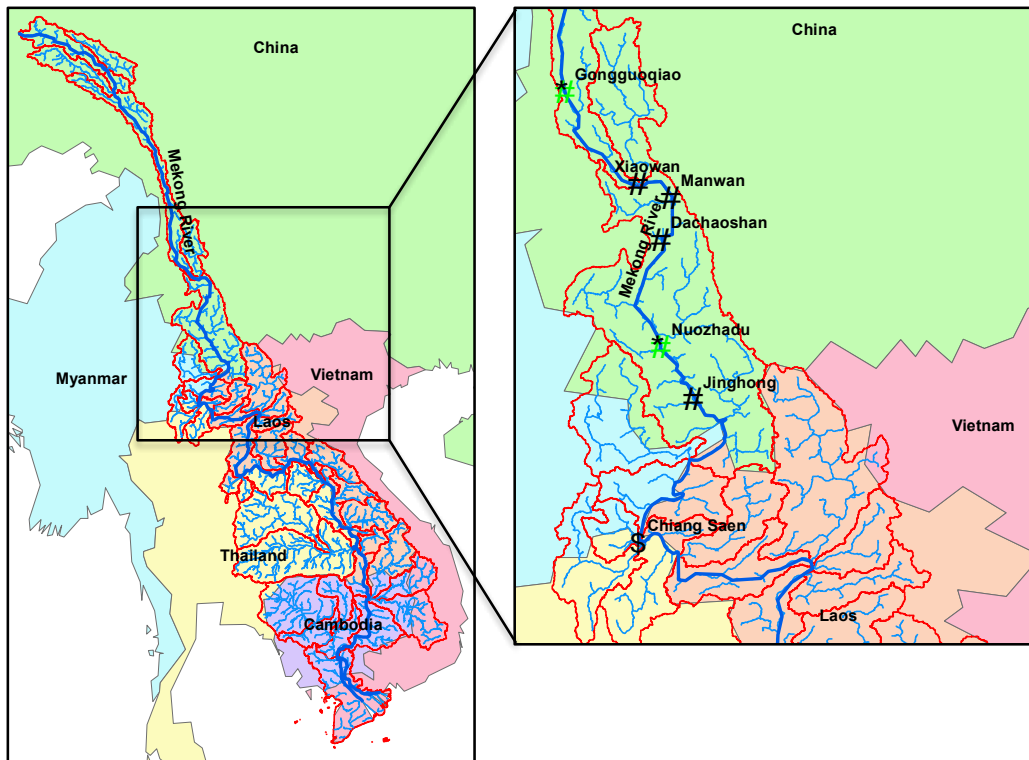 China
Mekong River
Myanmar
Vietnam
Laos
Thailand
Cambodia
China
* Gongguoqiao
#
Xiaowan
# Manwan
#
Dachaoshan
#
Mekong River
* Nuozhadu
#
Jinghong
#
Vietnam
Chiang Saen
$
Laos